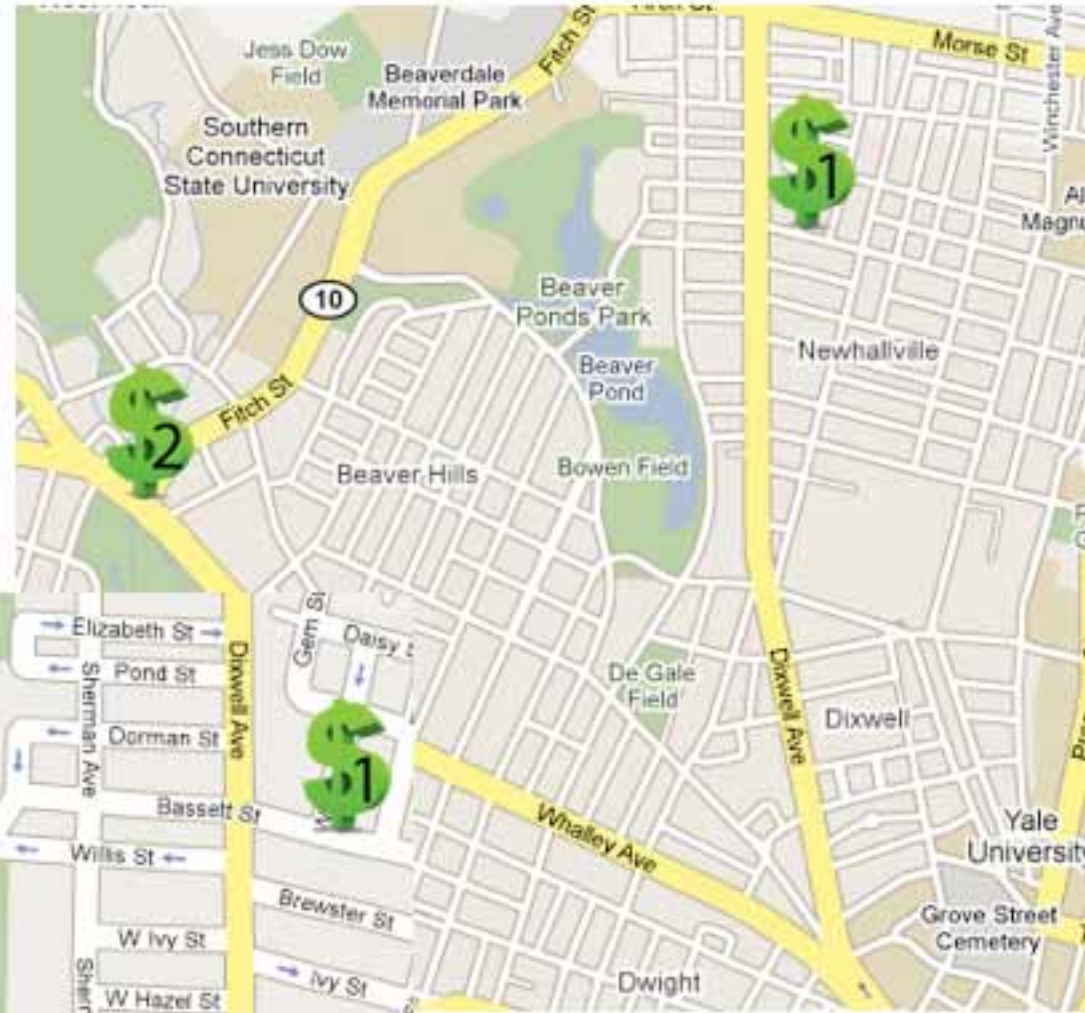 Fitch St
Morse St
Winchester Ave
Jess Dow
Field
Beaverdale
Memorial Park
Southern
Connecticut
State University
$1
10
Beaver
Ponds Park
Newhallville
Beaver
Pond
$2
Fitch St
Beaver Hills
Bowen Field
Elizabeth St
Pond St
Sherman Ave
Dorman St
Dixwell Ave
Gem St
Daisy
$1
Bassett St
Willis St
Brewster St
W Ivy St
Ivy St
W Hazel St
De Gale
Field
Dixwell Ave
Dixwell
Whalley Ave
Yale
University
Grove Street
Cemetery
Dwight